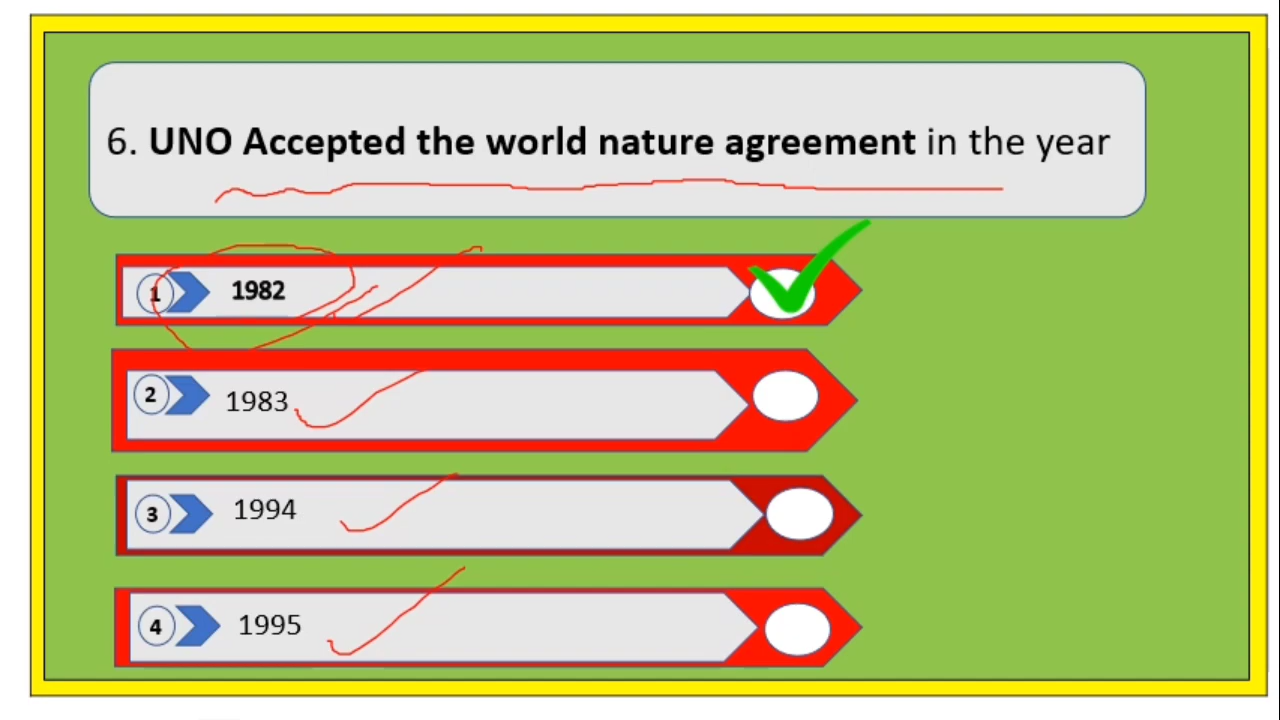 6. UNO Accepted the world nature agreement in the year
1 1982
2 1983
3 1994
4 1995